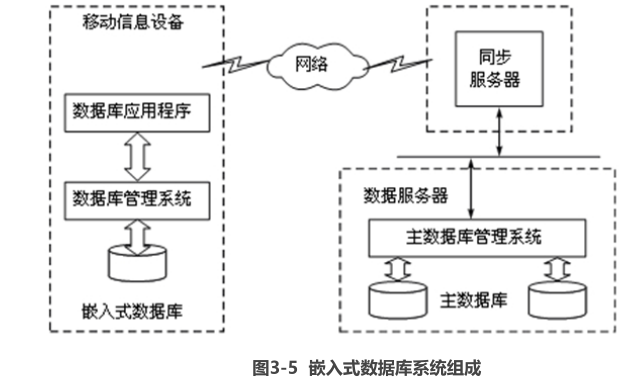 移动信息设备
数据库应用程序
数据库管理系统
嵌入式数据库
网络
同步
服务器
数据服务器
主数据库管理系统
主数据库
图3-5 嵌入式数据库系统组成